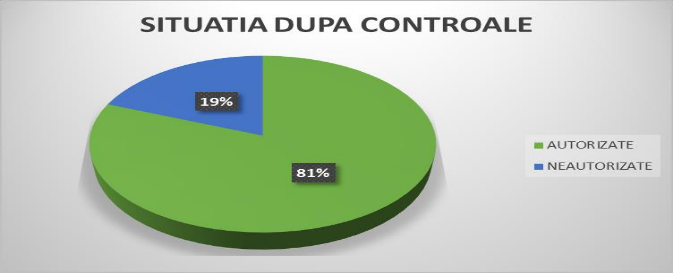 SITUATIA DUPA CONTROALE
19%
81%
AUTORIZATE
NEAUTORIZATE